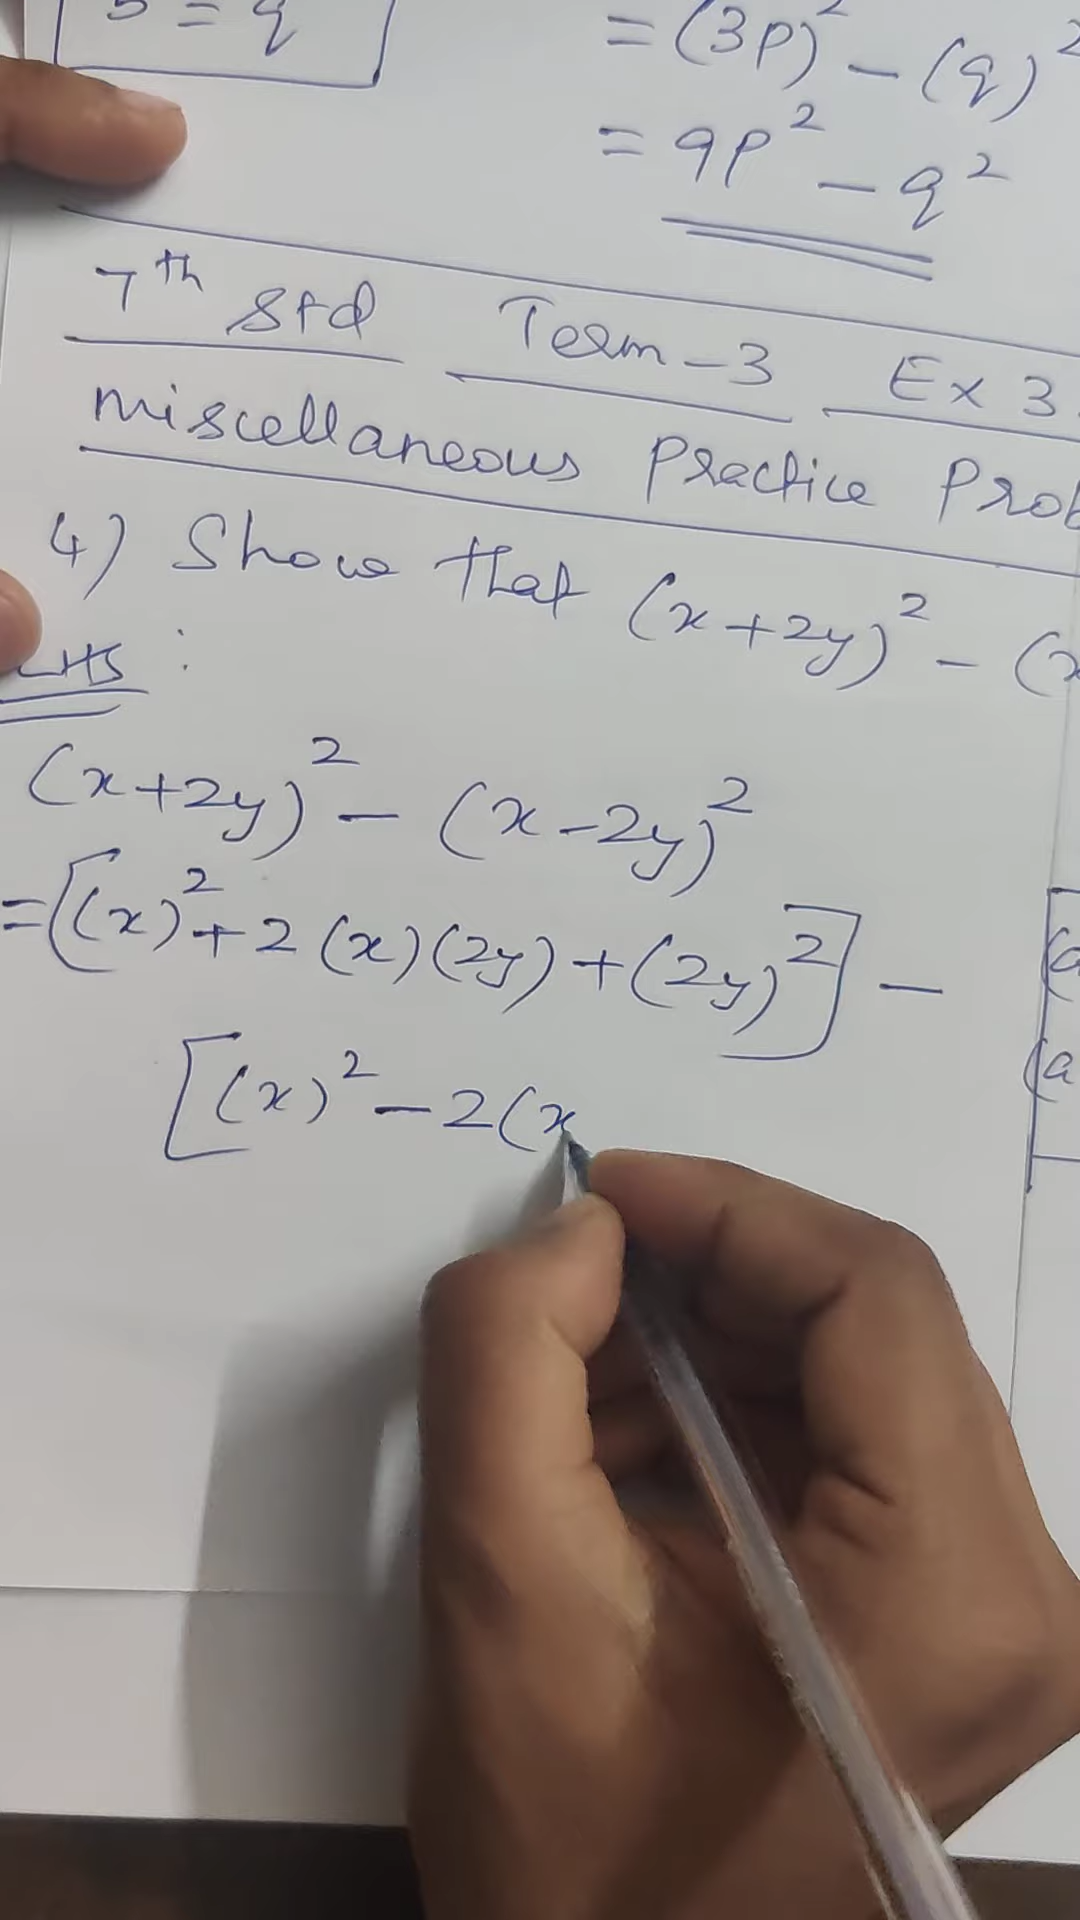 = q
= (3p)² - (q)²
= 9p² - q²
7th Std Term-3 Ex 3.
miscellaneous Practice Prob
4) Show that (x+2y)² - (x
LHS :
(x+2y)² - (x-2y)²
= [(x)² + 2(x)(2y) + (2y)²] -
[(x)² - 2(x
(a
(a